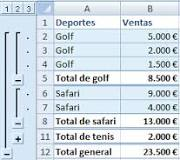 1 2 3 A B
1 Deportes Ventas
2 Golf 5.000 €
3 Golf 2.000 €
4 Golf 1.500 €
5 Total de golf 8.500 €
6 Safari 9.000 €
7 Safari 4.000 €
8 Total de safari 13.000 €
11 Total de tenis 2.000 €
12 Total general 23.500 €